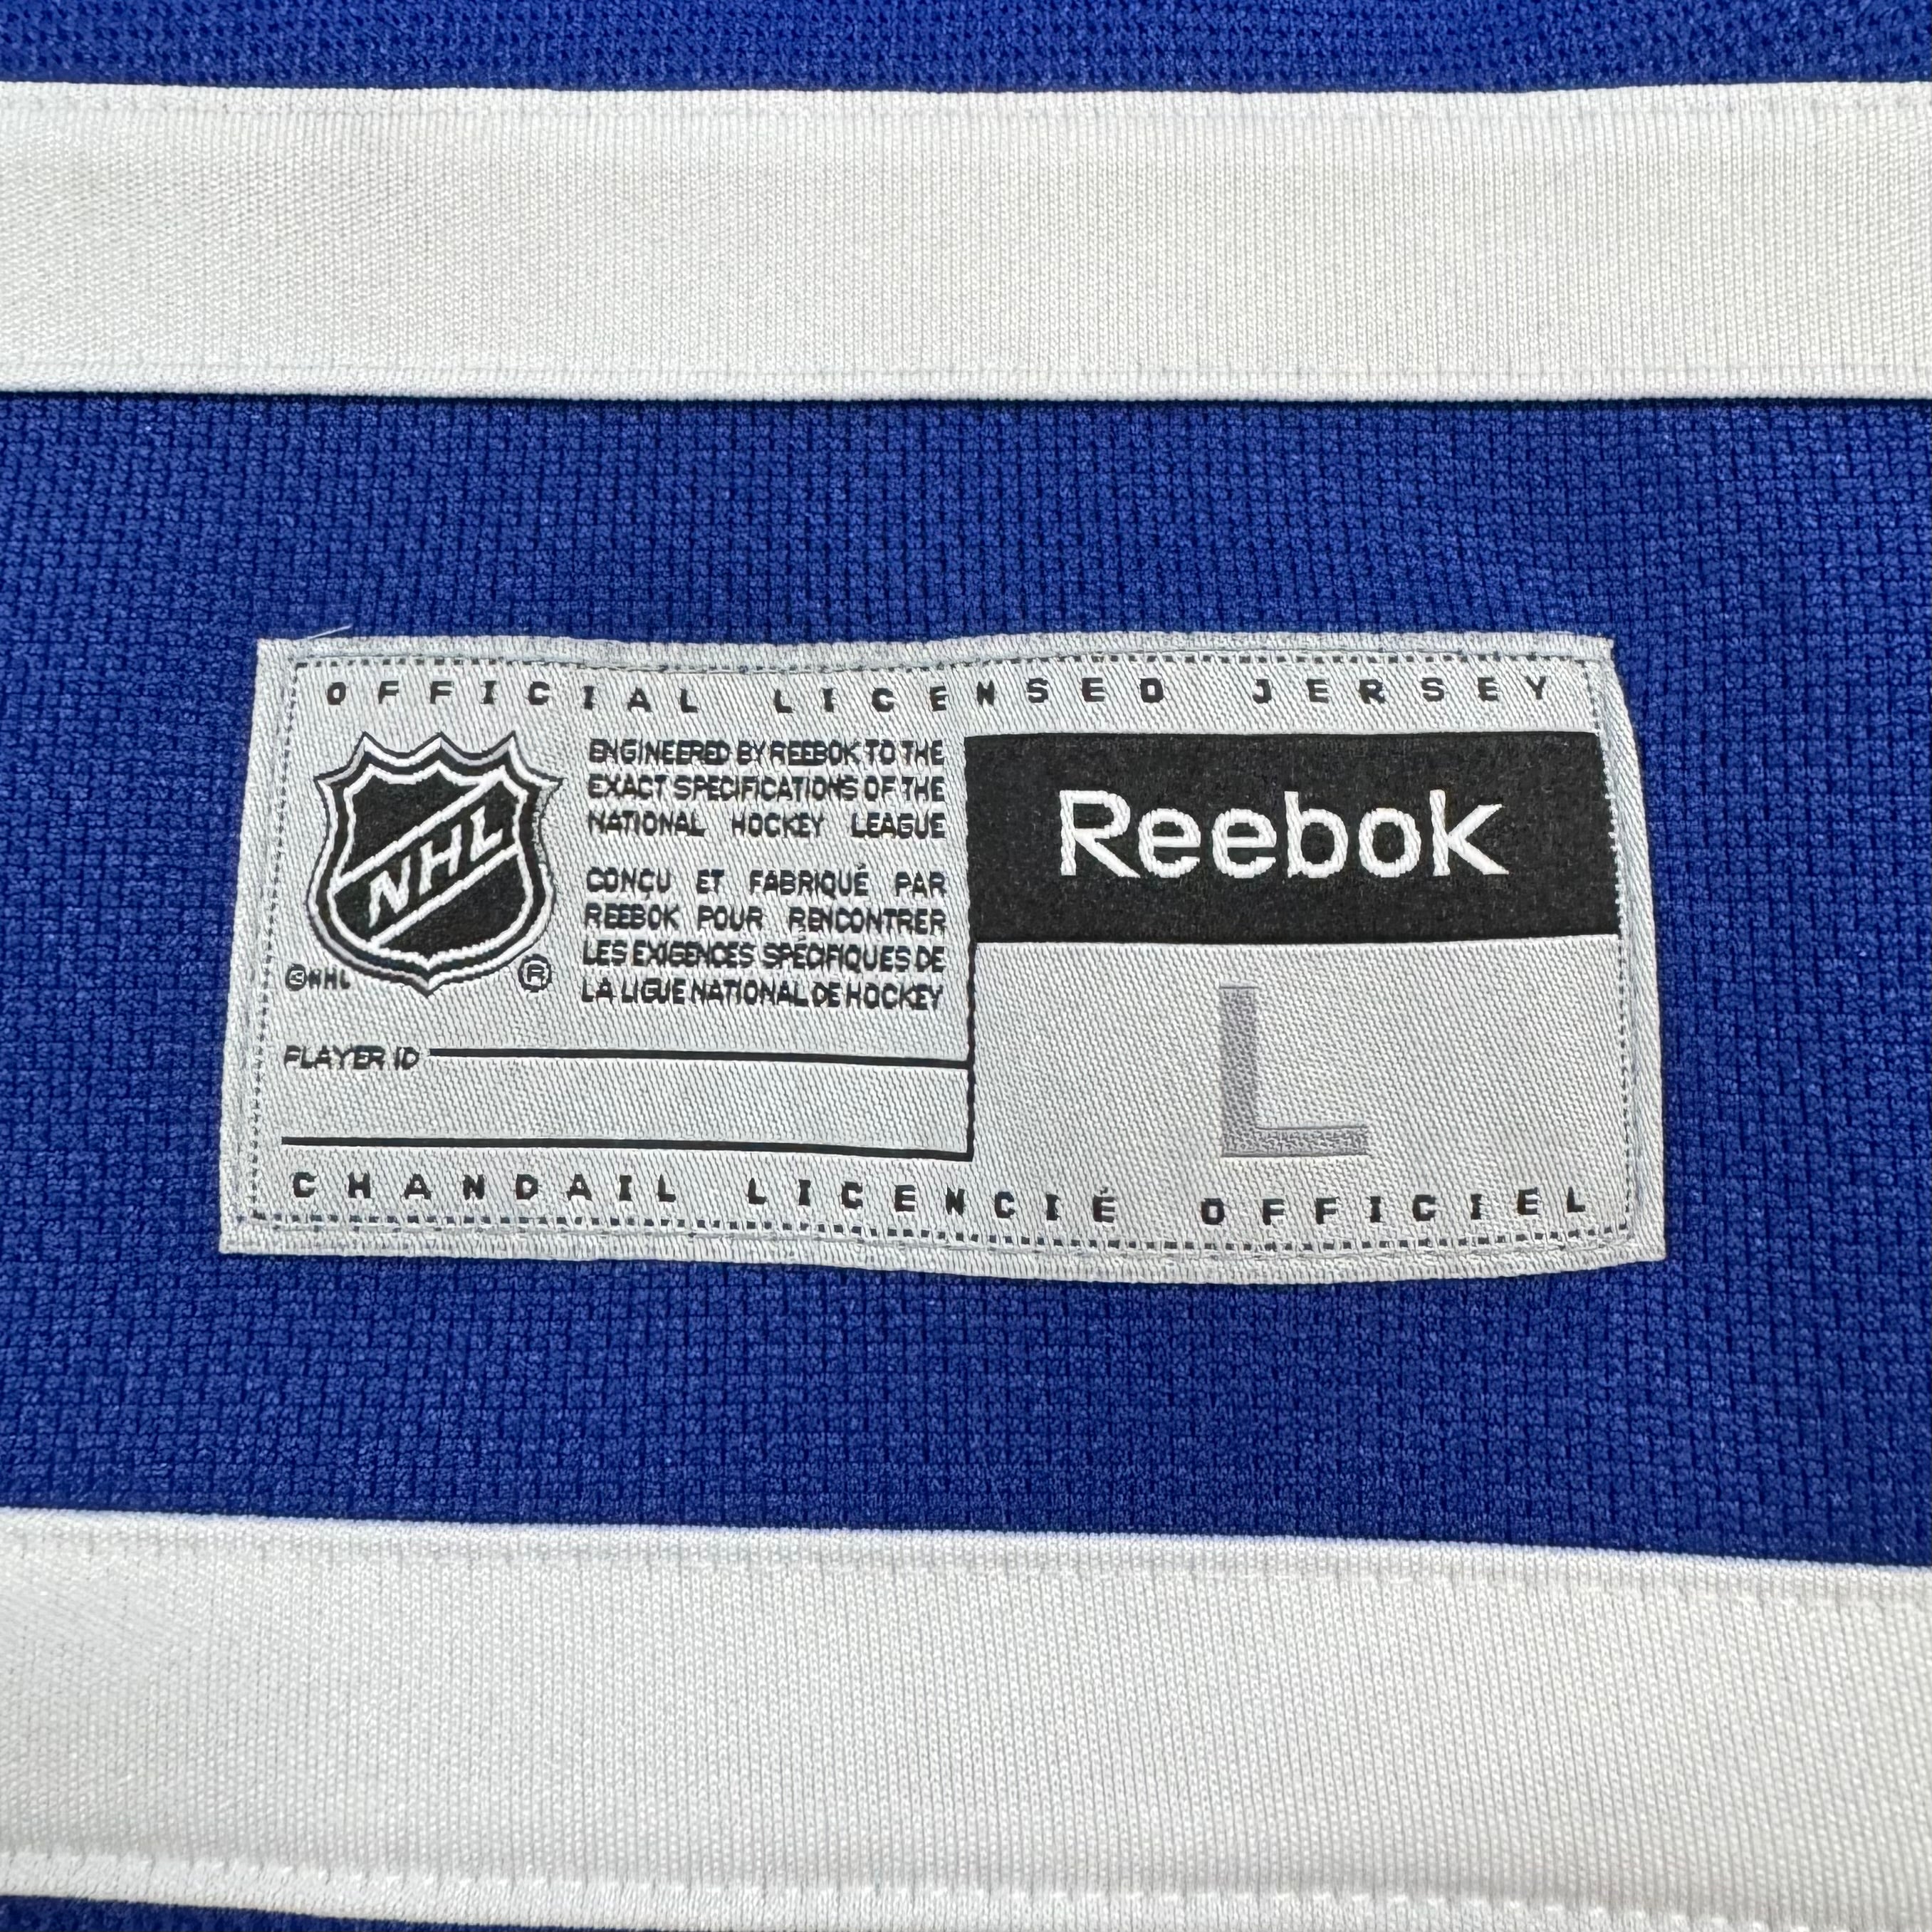 OFFICIAL LICENSED JERSEY
NHL
©NHL
®
ENGINEERED BY REEBOK TO THE
EXACT SPECIFICATIONS OF THE
NATIONAL HOCKEY LEAGUE
CONÇU ET FABRIQUÉ PAR
REEBOK POUR RENCONTRER
LES EXIGENCES SPÉCIFIQUES DE
LA LIGUE NATIONAL DE HOCKEY
Reebok
L
PLAYER ID
CHANDAIL LICENCIÉ OFFICIEL